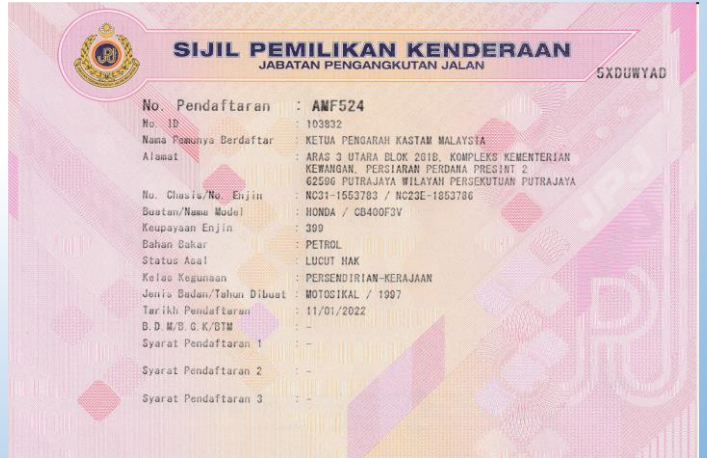 SIJIL PEMILIKAN KENDERAAN
JABATAN PENGANGKUTAN JALAN
5XDUWYAD
No. Pendaftaran : AMF524
No. ID : 103832
Nama Pemunya Berdaftar : KETUA PENGARAH KASTAM MALAYSIA
Alamat : ARAS 3 UTARA BLOK 2G1B, KOMPLEKS KEMENTERIAN
KEWANGAN, PERSIARAN PERDANA PRESINT 2
62596 PUTRAJAYA WILAYAH PERSEKUTUAN PUTRAJAYA
No. Chasis/No. Enjin : NC31-1553783 / NC23E-1853786
Buatan/Nama Model : HONDA / CB400F3V
Keupayaan Enjin : 399
Bahan Bakar : PETROL
Status Asal : LUCUT HAK
Kelas Kegunaan : PERSENDIRIAN-KERAJAAN
Jenis Badan/Tahun Dibuat : MOTOSIKAL / 1997
Tarikh Pendaftaran : 11/01/2022
B.D.M/B.G.K/BTM : -
Syarat Pendaftaran 1 : -
Syarat Pendaftaran 2 : -
Syarat Pendaftaran 3 : -
JPJ